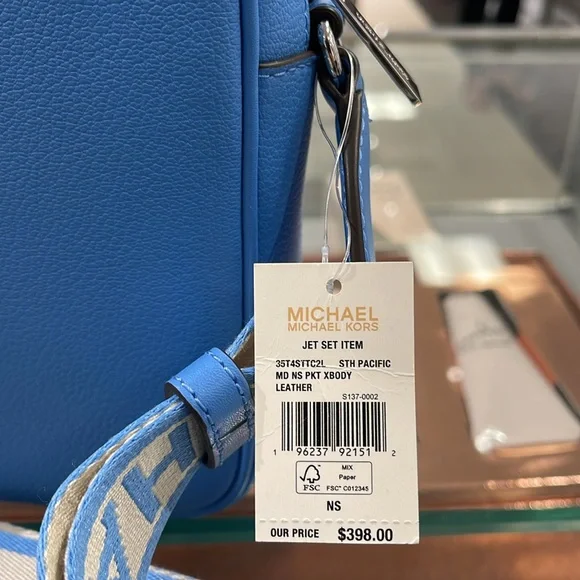 MICHAEL
MICHAEL KORS
JET SET ITEM
35T4STTC2L STH PACIFIC
MD NS PKT XBODY
LEATHER
S137-0002
1 96237 92151 2
FSC
MIX
Paper
FSC® C012345
NS
OUR PRICE $398.00